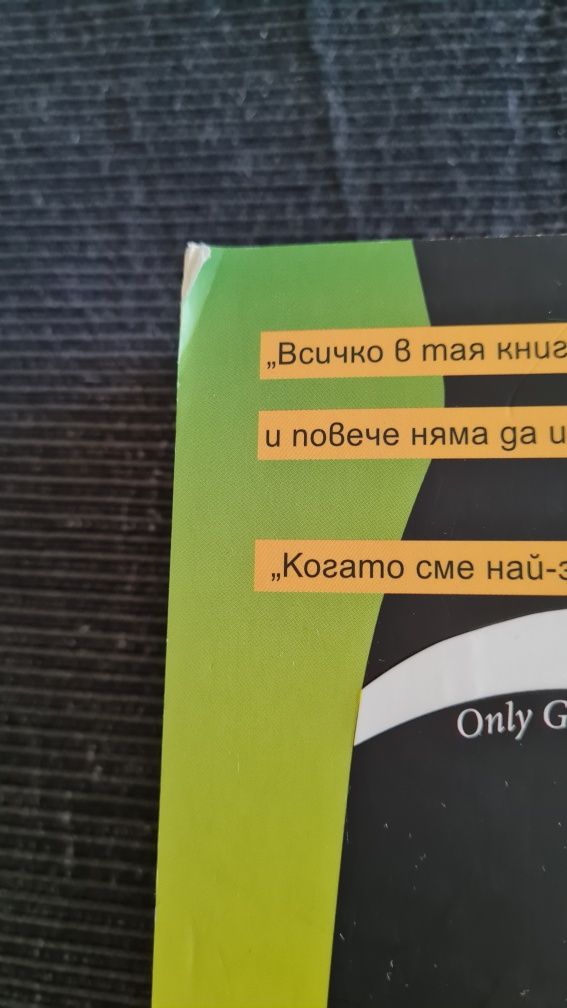 „Всичко в тая книг
и повече няма да и
„Когато сме най-з
Only G